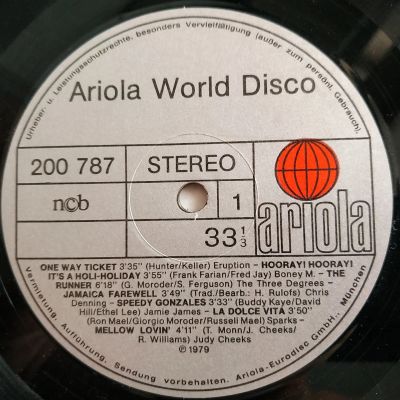 Urheber- u. Leistungsschutzrechte, besonders Vervielfältigung (außer zum persönl. Gebrauch),
Ariola World Disco
200 787
STEREO
ncb
1
33 1/3
ariola
ONE WAY TICKET 3'35" (Hunter/Keller) Eruption - HOORAY! HOORAY!
IT'S A HOLI-HOLIDAY 3'55" (Frank Farian/Fred Jay) Boney M. - THE
RUNNER 6'18" (G. Moroder/S. Ferguson) The Three Degrees -
JAMAICA FAREWELL 3'49" (Trad./Bearb.: H. Rulofs) Chris
Denning - SPEEDY GONZALES 3'33" (Buddy Kaye/David
Hill/Ethel Lee) Jamie James - LA DOLCE VITA 3'50"
(Ron Mael/Giorgio Moroder/Russell Mael) Sparks -
MELLOW LOVIN' 4'11" (T. Monn/J. Cheeks/
R. Williams) Judy Cheeks
℗ 1979
Vermietung, Aufführung, Sendung vorbehalten. Ariola-Eurodisc GmbH., München